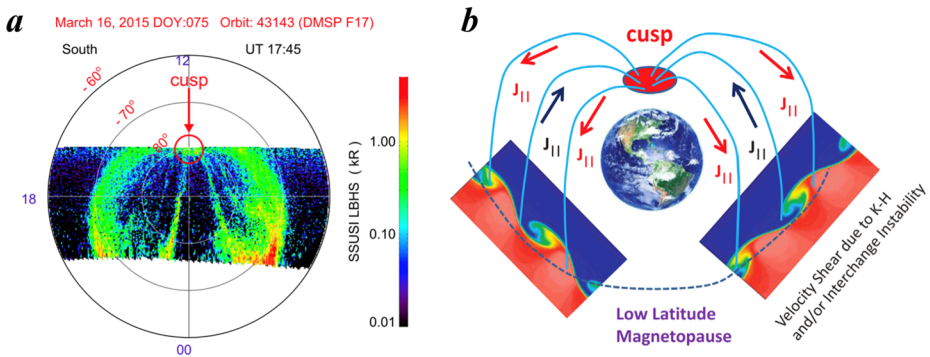 a
March 16, 2015 DOY:075 Orbit: 43143 (DMSP F17)
South
UT 17:45
12
cusp
- 60°
- 70°
- 80°
18
00
1.00
0.10
0.01
SSUSI LBHS ( kR )
b
cusp
J||
J||
J||
J||
J||
J||
Low Latitude
Magnetopause
Velocity Shear due to K-H
and/or Interchange Instability